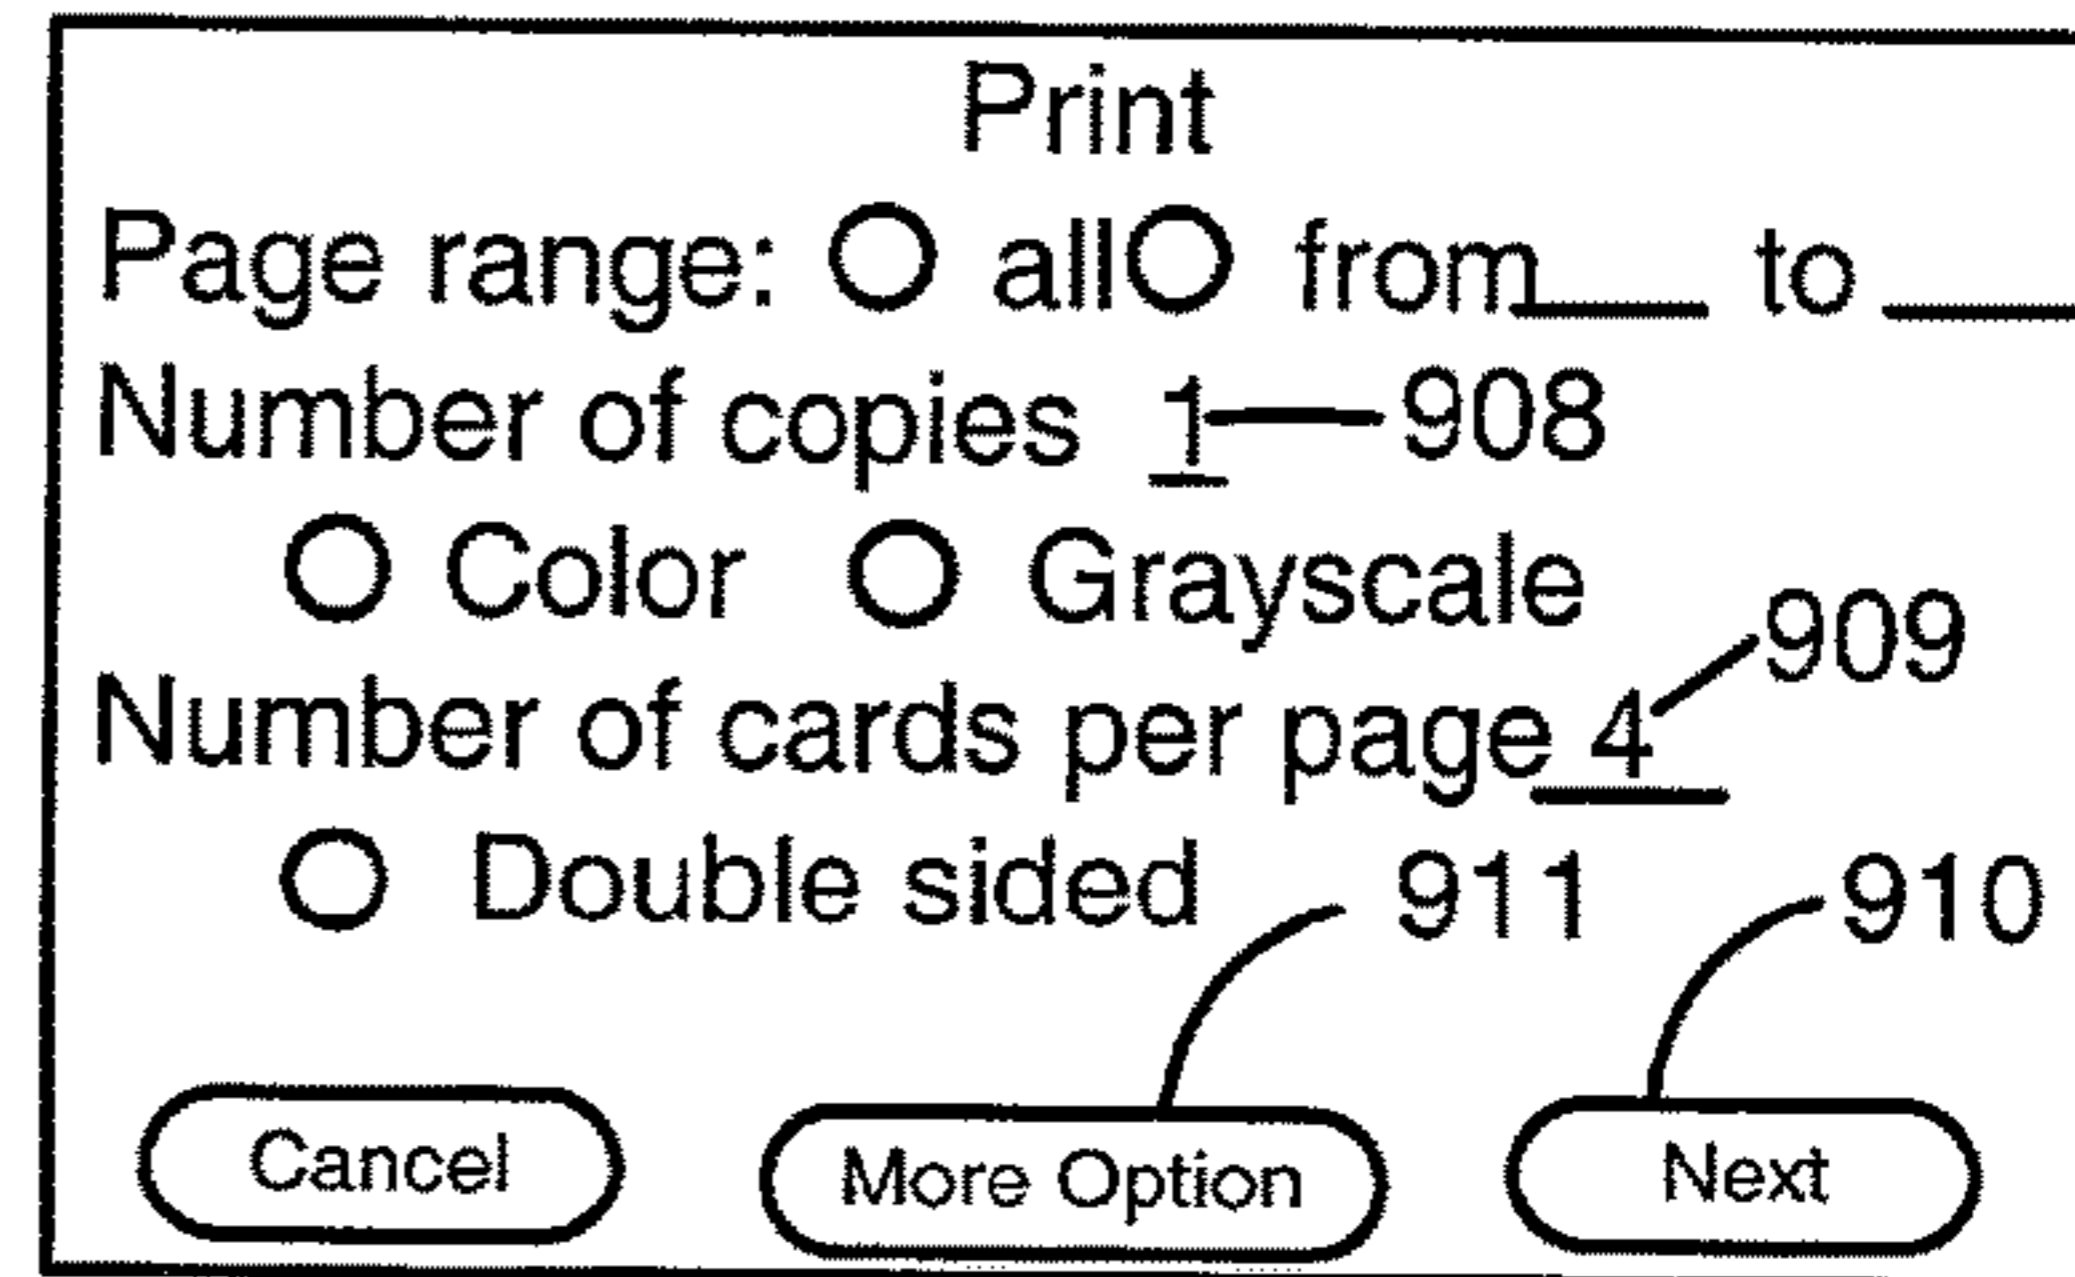 Print
Page range: all from___ to ___
Number of copies 1 908
Color Grayscale
909
Number of cards per page 4
Double sided 911 910
Cancel More Option Next